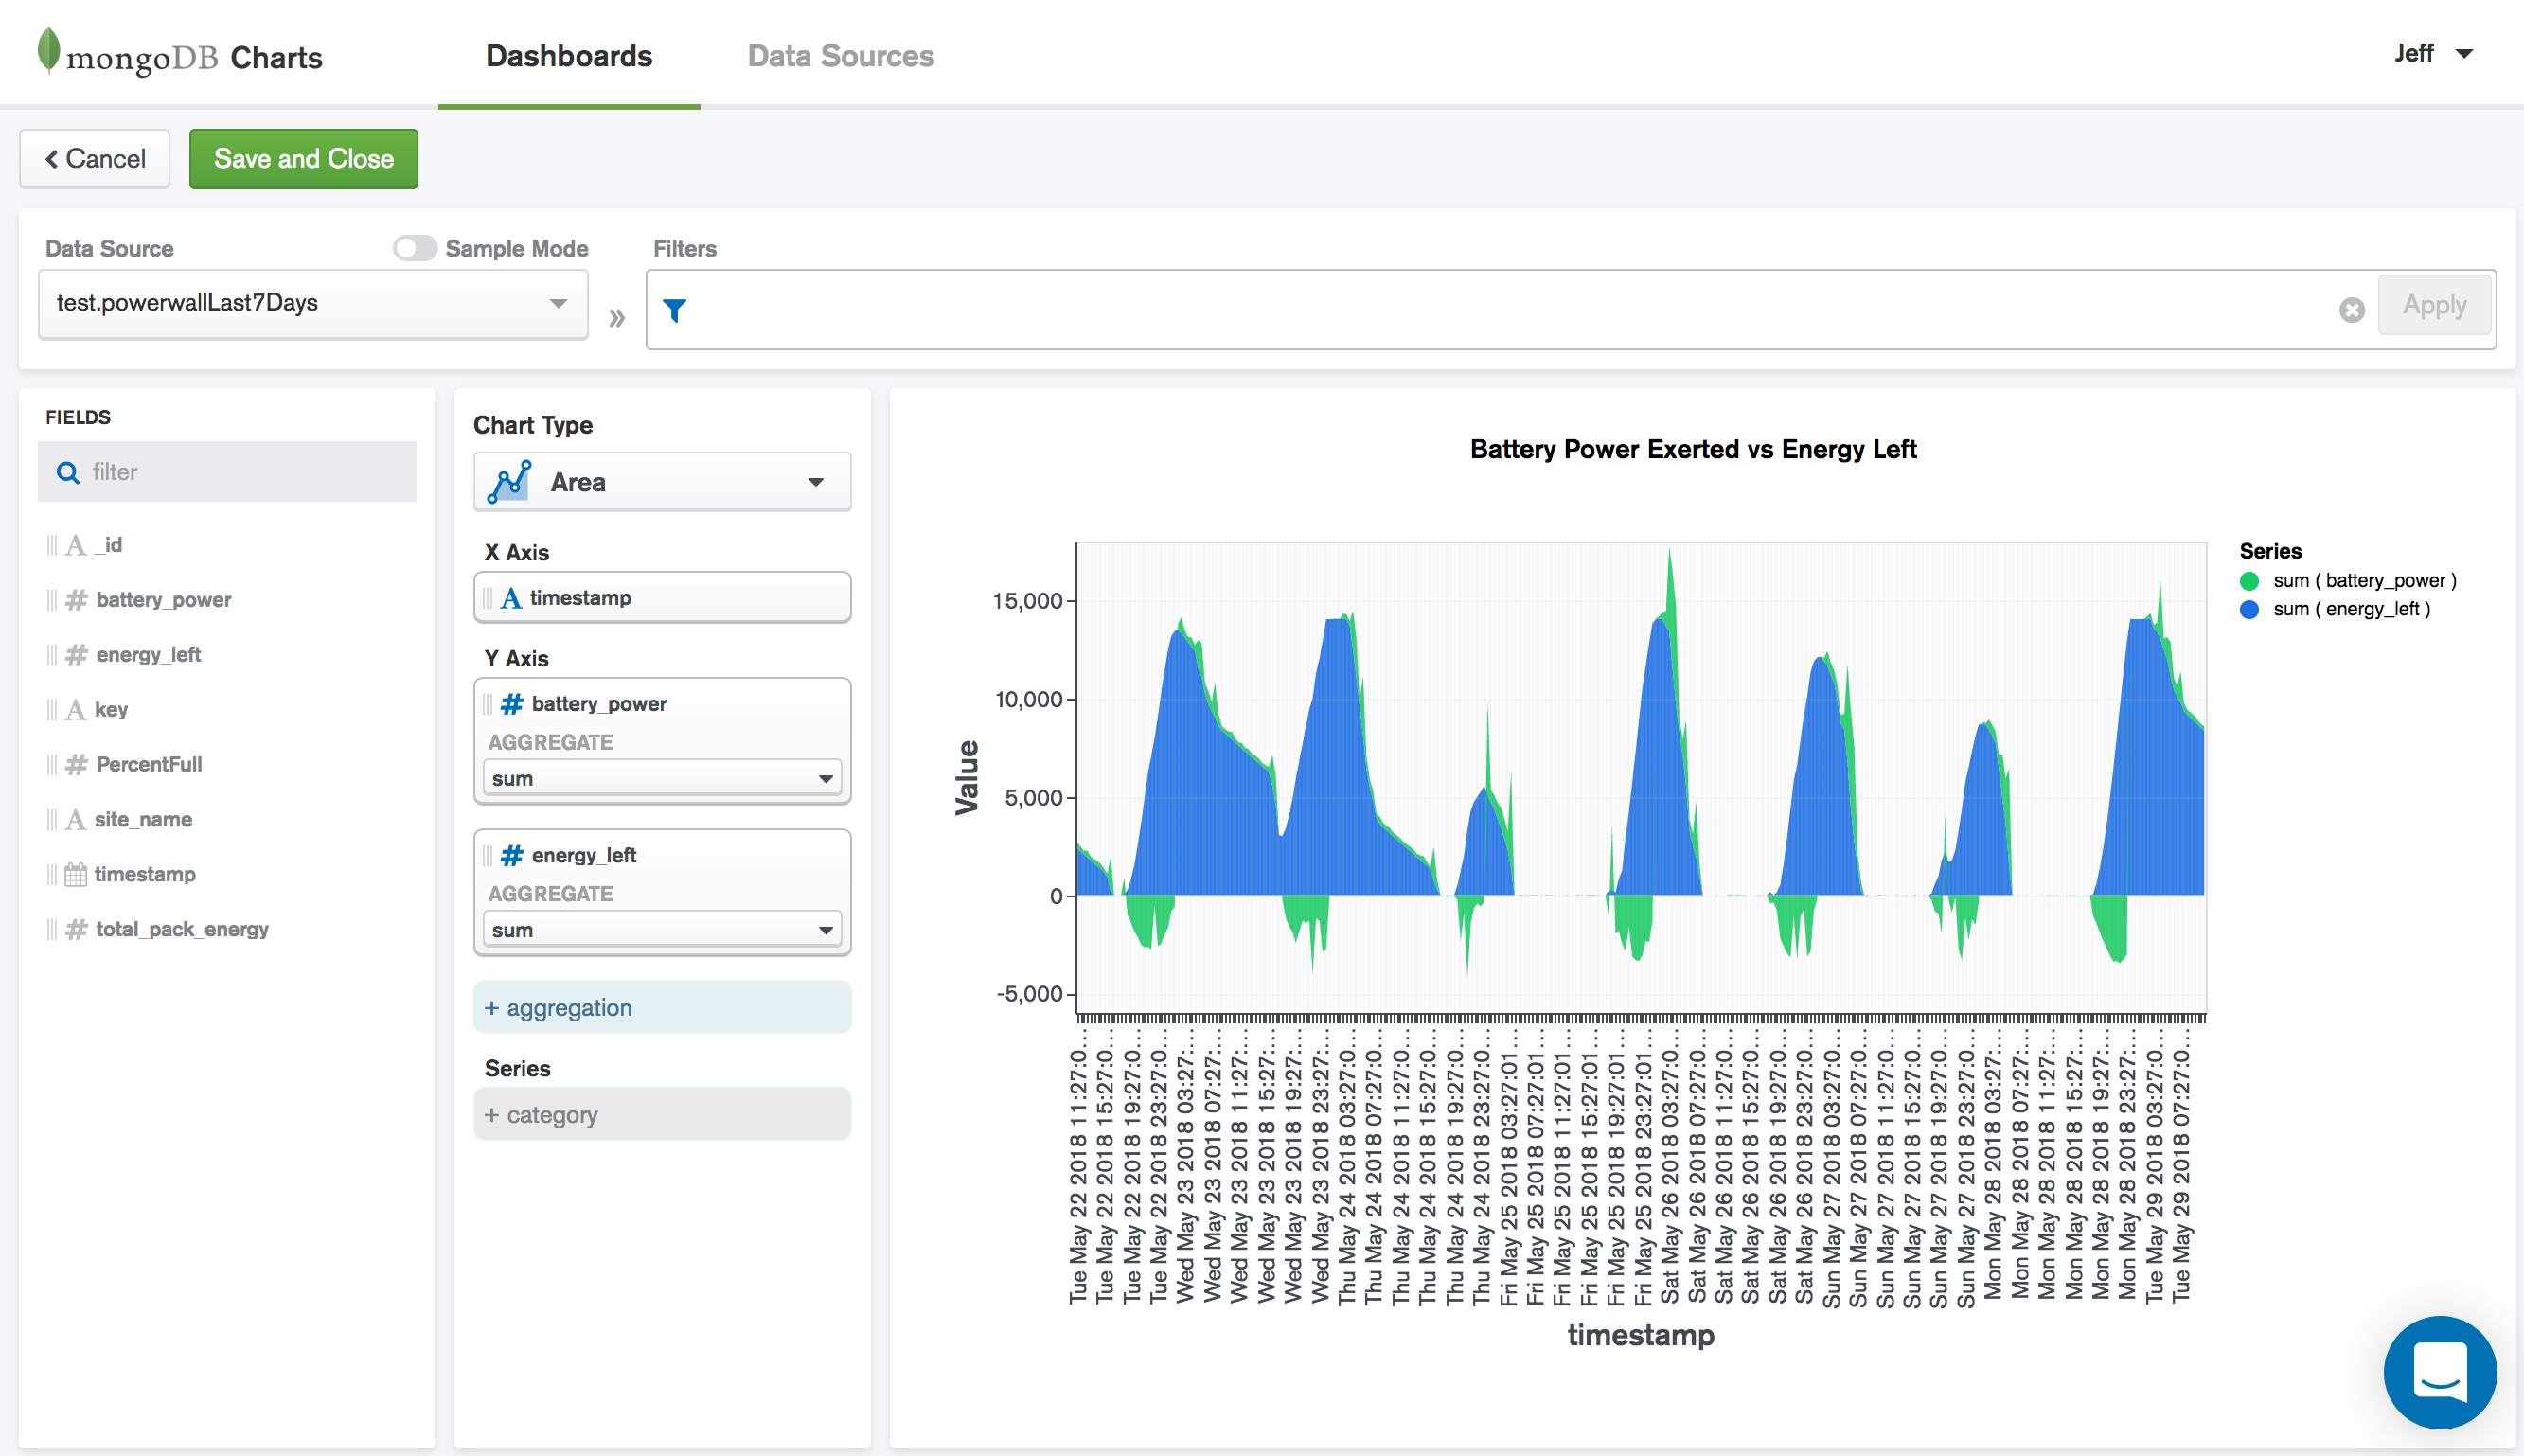 mongoDB Charts
Dashboards
Data Sources
Jeff
Cancel
Save and Close
Data Source
Sample Mode
Filters
test.powerwallLast7Days
Apply
FIELDS
filter
A _id
# battery_power
# energy_left
A key
# PercentFull
A site_name
timestamp
# total_pack_energy
Chart Type
Area
X Axis
A timestamp
Y Axis
# battery_power
AGGREGATE
sum
# energy_left
AGGREGATE
sum
+ aggregation
Series
+ category
Battery Power Exerted vs Energy Left
Value
15,000
10,000
5,000
0
-5,000
Tue May 22 2018 11:27:0...
Tue May 22 2018 15:27:0...
Tue May 22 2018 19:27:0...
Tue May 22 2018 23:27:0...
Wed May 23 2018 03:27:...
Wed May 23 2018 07:27:...
Wed May 23 2018 11:27:...
Wed May 23 2018 15:27:...
Wed May 23 2018 19:27:...
Wed May 23 2018 23:27:...
Thu May 24 2018 03:27:0...
Thu May 24 2018 07:27:0...
Thu May 24 2018 11:27:0...
Thu May 24 2018 15:27:0...
Thu May 24 2018 19:27:0...
Thu May 24 2018 23:27:0...
Fri May 25 2018 03:27:01...
Fri May 25 2018 07:27:01...
Fri May 25 2018 11:27:01...
Fri May 25 2018 15:27:01...
Fri May 25 2018 19:27:01...
Fri May 25 2018 23:27:01...
Sat May 26 2018 03:27:0...
Sat May 26 2018 07:27:0...
Sat May 26 2018 11:27:0...
Sat May 26 2018 15:27:0...
Sat May 26 2018 19:27:0...
Sat May 26 2018 23:27:0...
Sun May 27 2018 03:27:0...
Sun May 27 2018 07:27:0...
Sun May 27 2018 11:27:0...
Sun May 27 2018 15:27:0...
Sun May 27 2018 19:27:0...
Sun May 27 2018 23:27:0...
Mon May 28 2018 03:27:...
Mon May 28 2018 07:27:...
Mon May 28 2018 11:27:...
Mon May 28 2018 15:27:...
Mon May 28 2018 19:27:...
Mon May 28 2018 23:27:...
Tue May 29 2018 03:27:0...
Tue May 29 2018 07:27:0...
timestamp
Series
sum ( battery_power )
sum ( energy_left )